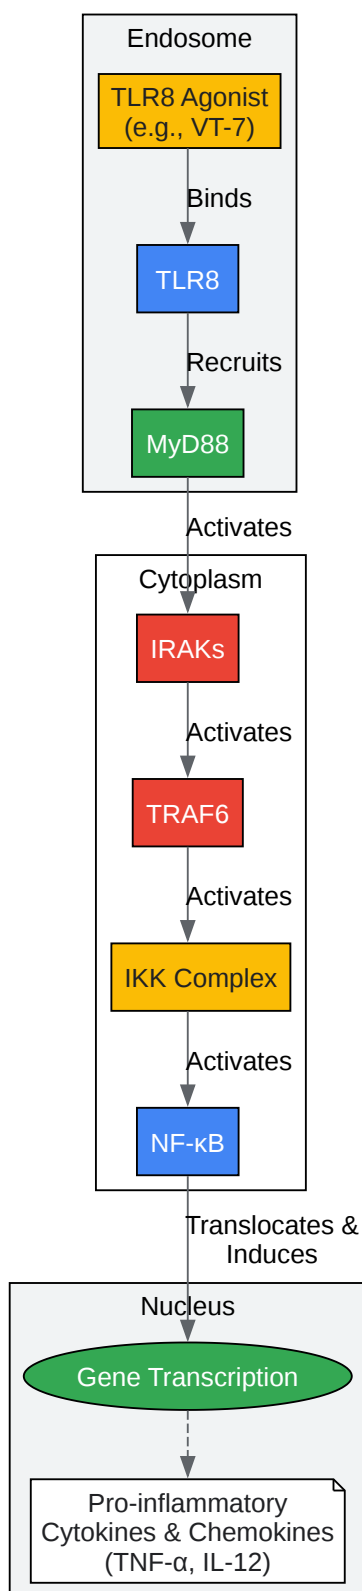 Endosome
TLR8 Agonist
(e.g., VT-7)
Binds
TLR8
Recruits
MyD88
Activates
Cytoplasm
IRAKs
Activates
TRAF6
Activates
IKK Complex
Activates
NF-κB
Translocates &
Induces
Nucleus
Gene Transcription
Pro-inflammatory
Cytokines & Chemokines
(TNF-α, IL-12)